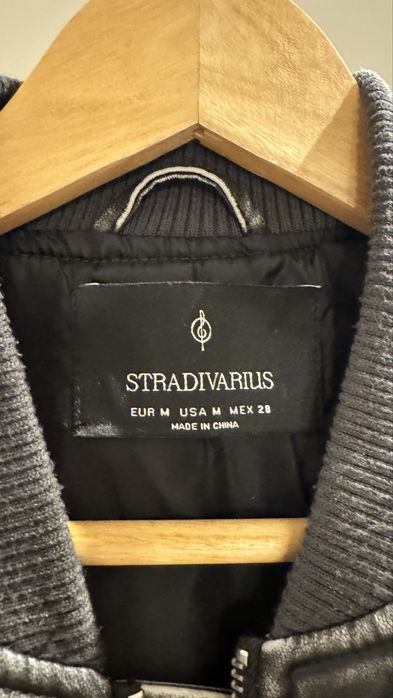 STRADIVARIUS
EUR M USA M MEX 28
MADE IN CHINA